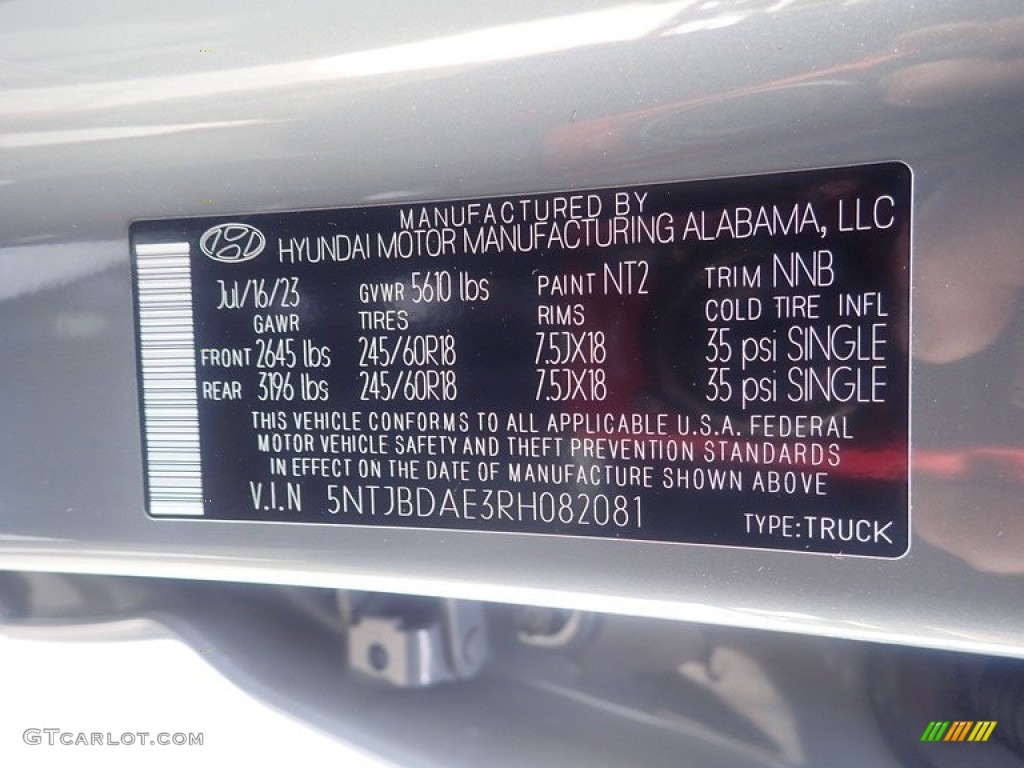 MANUFACTURED BY
HYUNDAI MOTOR MANUFACTURING ALABAMA, LLC
Jul/16/23 GVWR 5610 lbs PAINT NT2 TRIM NNB
GAWR TIRES RIMS COLD TIRE INFL
FRONT 2645 lbs 245/60R18 7.5JX18 35 psi SINGLE
REAR 3196 lbs 245/60R18 7.5JX18 35 psi SINGLE
THIS VEHICLE CONFORMS TO ALL APPLICABLE U.S.A. FEDERAL
MOTOR VEHICLE SAFETY AND THEFT PREVENTION STANDARDS
IN EFFECT ON THE DATE OF MANUFACTURE SHOWN ABOVE
V.I.N 5NTJBDAE3RH082081
TYPE:TRUCK
GTCARLOT.COM